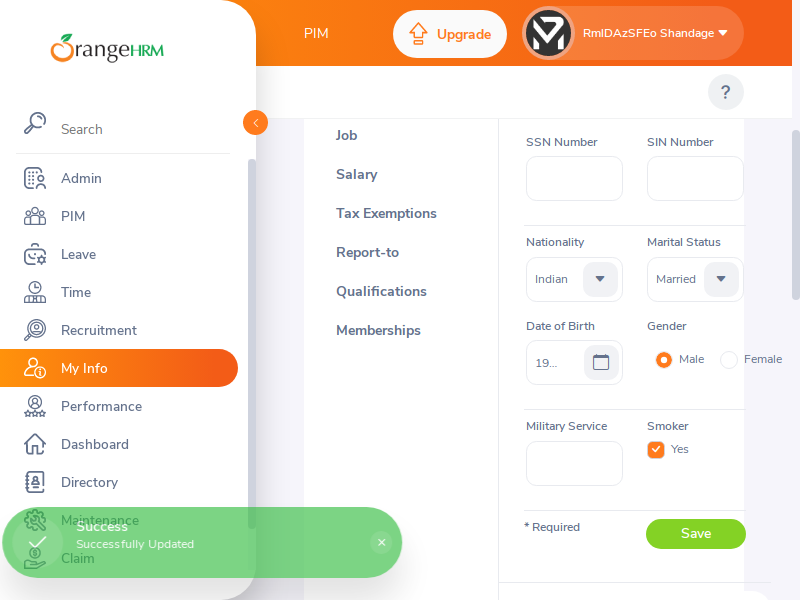 OrangeHRM
PIM
Upgrade
RmIDAzSFEo Shandage
?
Search
Admin
PIM
Leave
Time
Recruitment
My Info
Performance
Dashboard
Directory
Maintenance
Claim
Success
Successfully Updated
Job
Salary
Tax Exemptions
Report-to
Qualifications
Memberships
SSN Number
SIN Number
Nationality
Marital Status
Indian
Married
Date of Birth
Gender
19...
Male
Female
Military Service
Smoker
Yes
* Required
Save